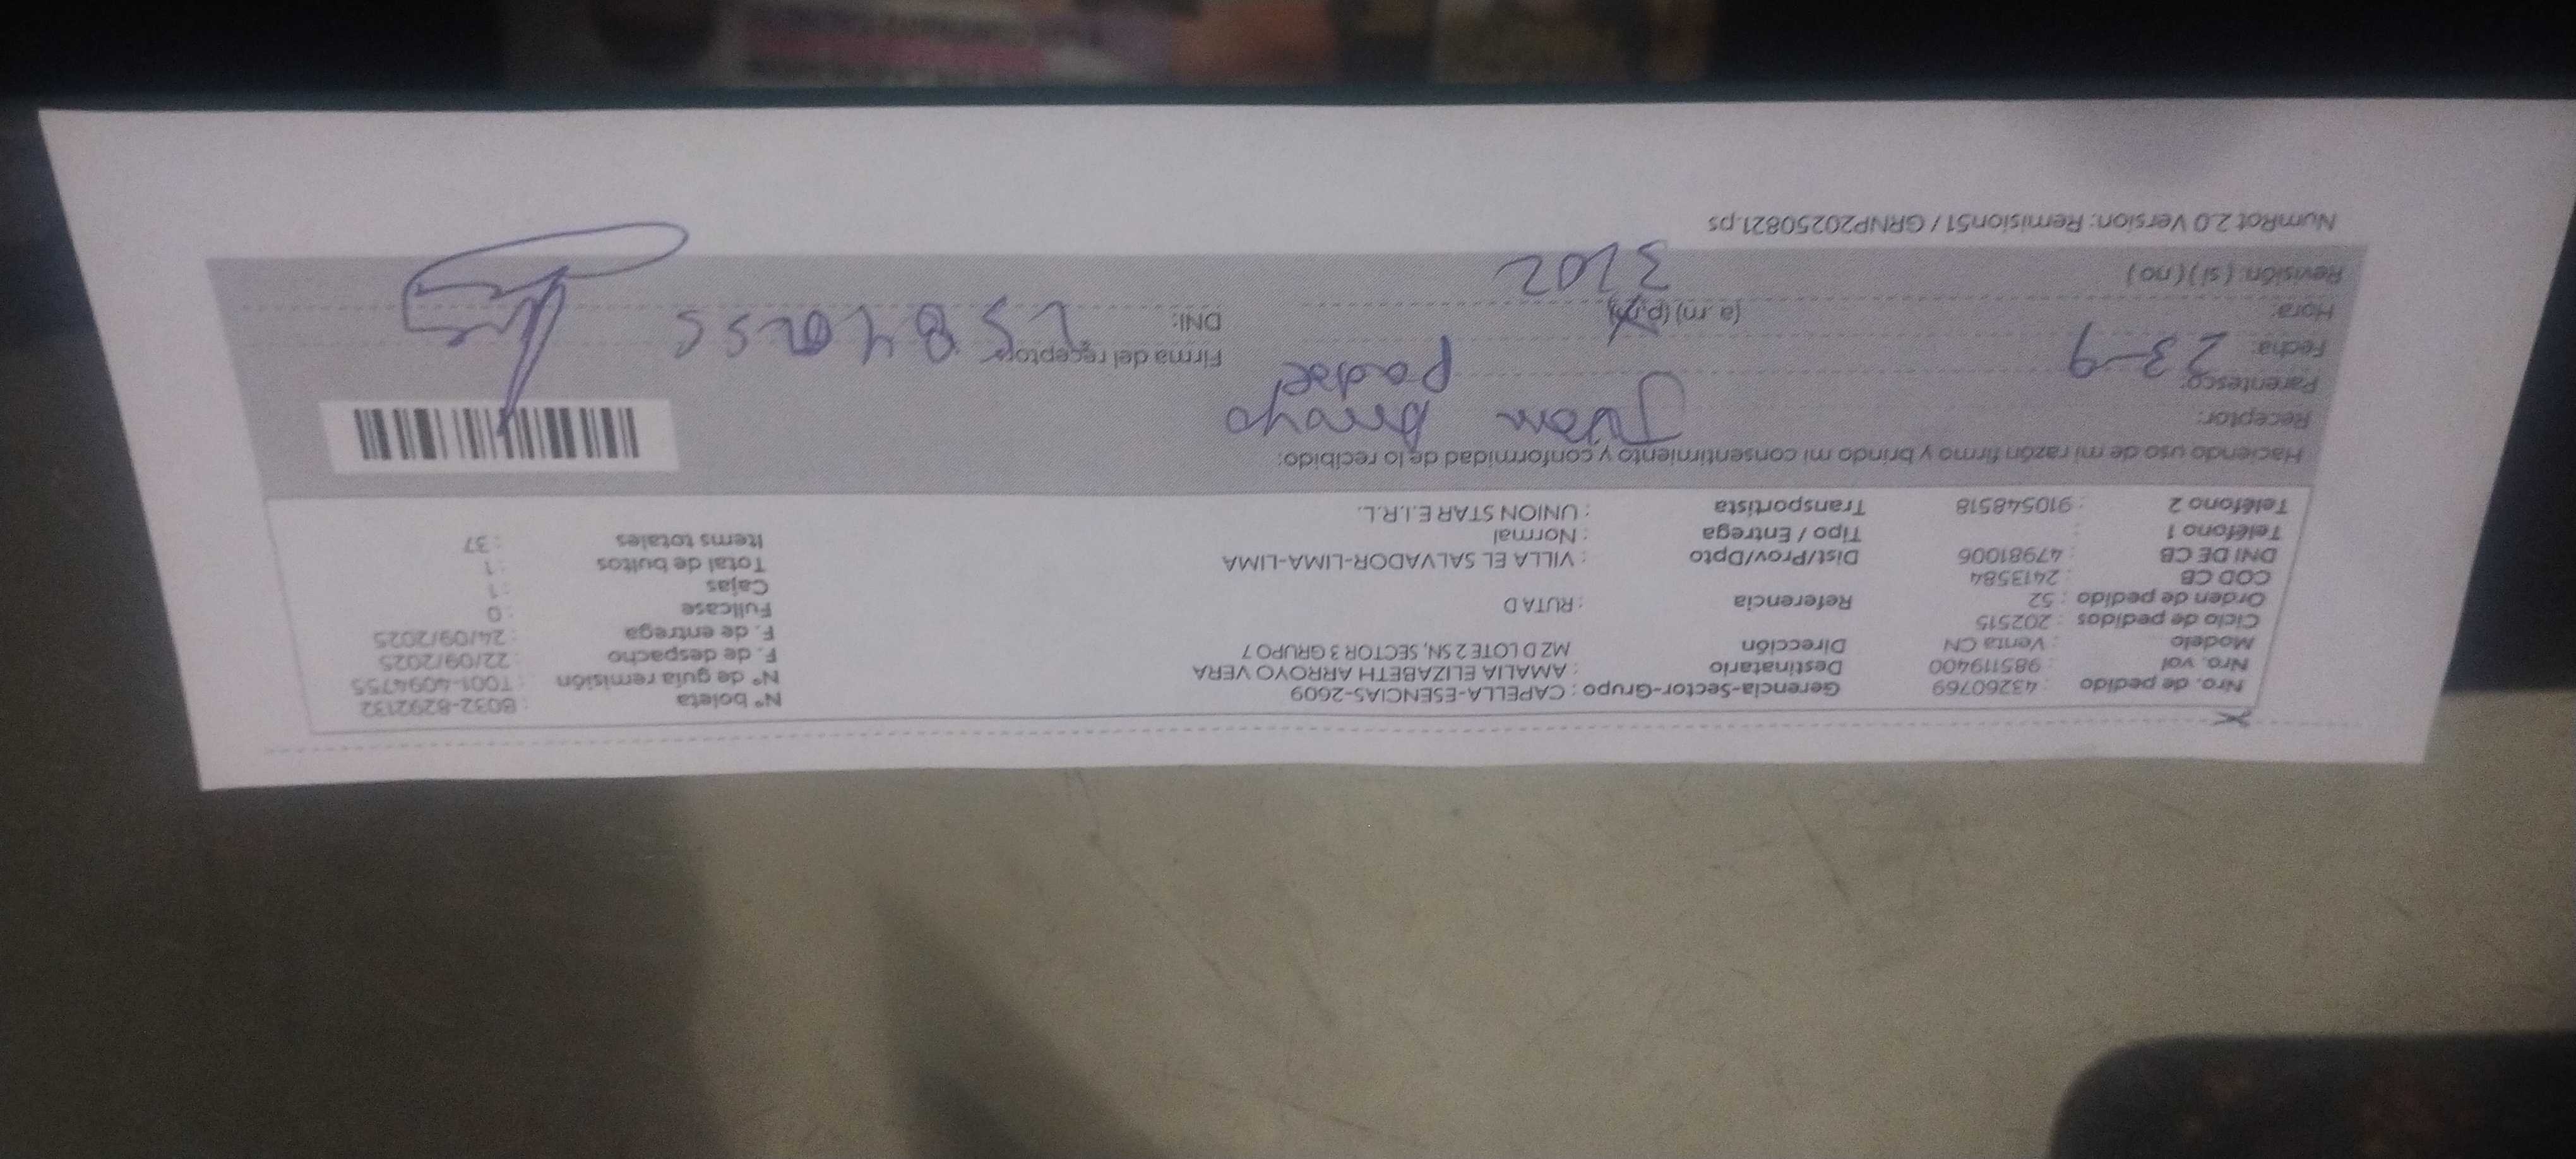 Nro. de pedido : 43260769 Gerencia-Sector-Grupo : CAPELLA-ESENCIAS-2609 N° boleta : B032-8292132
Nro. vol : 985119400 Destinatario : AMALIA ELIZABETH ARROYO VERA N° de guía remisión : T001-4094755
Modelo : Venta CN Dirección MZ D LOTE 2 SN, SECTOR 3 GRUPO 7 F. de despacho : 22/09/2025
Ciclo de pedidos : 202515 F. de entrega : 24/09/2025
Orden de pedido : 52 Referencia : RUTA D Fullcase : 0
COD CB : 2413584 Cajas : 1
DNI DE CB : 47981006 Dist/Prov/Dpto : VILLA EL SALVADOR-LIMA-LIMA Total de bultos : 1
Teléfono 1 : Tipo / Entrega : Normal Items totales : 37
Teléfono 2 : 910548518 Transportista : UNION STAR E.I.R.L.
Haciendo uso de mi razón firmo y brindo mi consentimiento y conformidad de lo recibido:
Receptor: Juan Arroyo
Parentesco: Padre
Fecha: 23-9 Firma del receptor
Hora: (a. m) (p.m) DNI:
Revisión: (si) (no) 3202
NumRot 2.0 Version: Remision51 / GRNP20250821.ps